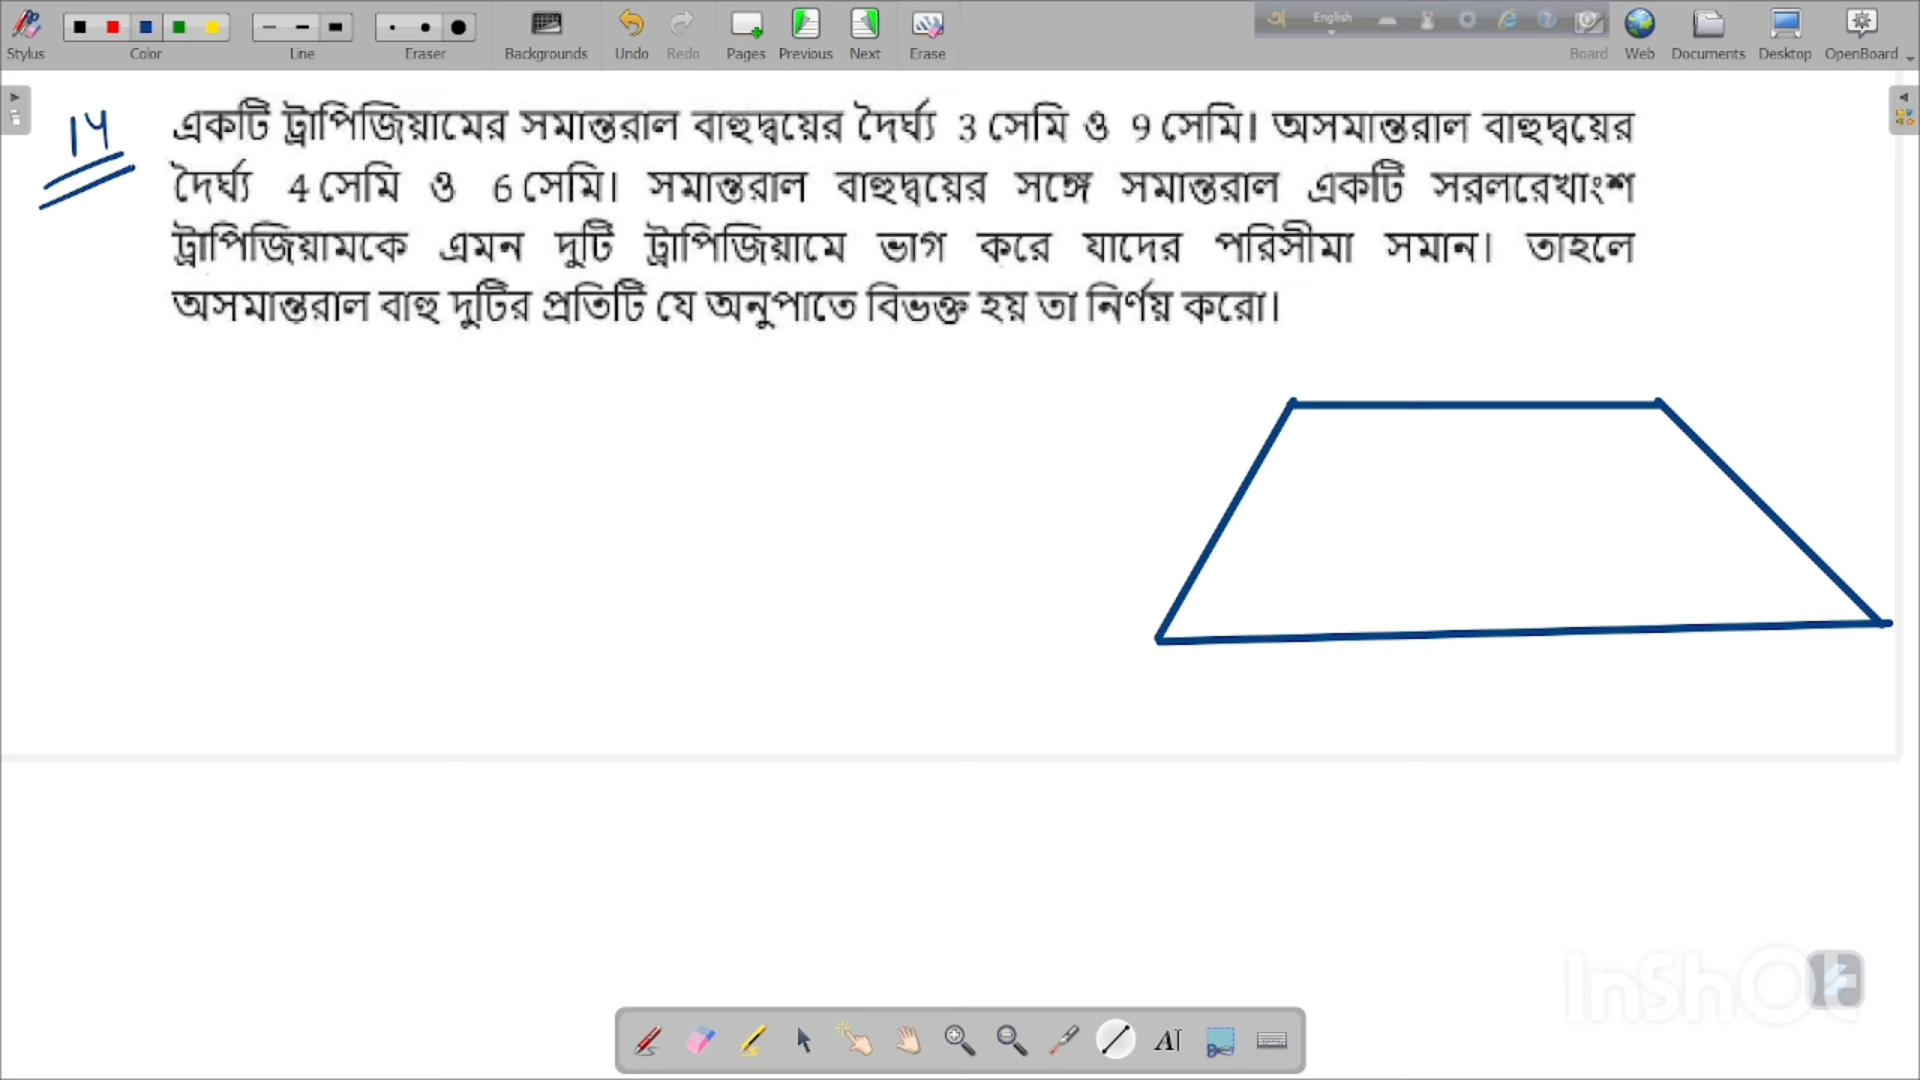 Stylus Color Line Eraser Backgrounds Undo Redo Pages Previous Next Erase English Board Web Documents Desktop OpenBoard
14 একটি ট্রাপিজিয়ামের সমান্তরাল বাহুদ্বয়ের দৈর্ঘ্য 3 সেমি ও 9 সেমি। অসমান্তরাল বাহুদ্বয়ের
দৈর্ঘ্য 4 সেমি ও 6 সেমি। সমান্তরাল বাহুদ্বয়ের সঙ্গে সমান্তরাল একটি সরলরেখাংশ
ট্রাপিজিয়ামকে এমন দুটি ট্রাপিজিয়ামে ভাগ করে যাদের পরিসীমা সমান। তাহলে
অসমান্তরাল বাহু দুটির প্রতিটি যে অনুপাতে বিভক্ত হয় তা নির্ণয় করো।
InShOt
AI